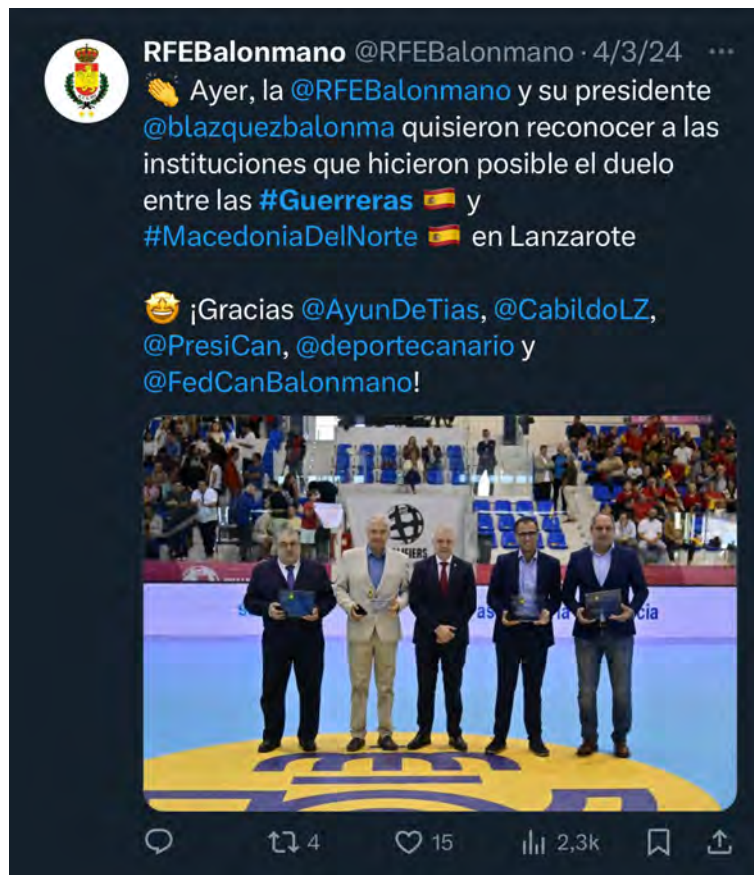 RFEBalonmano @RFEBalonmano · 4/3/24 ···
👏 Ayer, la @RFEBalonmano y su presidente
@blazquezbalonma quisieron reconocer a las
instituciones que hicieron posible el duelo
entre las #Guerreras 🇪🇸 y
#MacedoniaDelNorte 🇪🇸 en Lanzarote
🤩 ¡Gracias @AyunDeTias, @CabildoLZ,
@PresiCan, @deportecanario y
@FedCanBalonmano!
4 15 2,3k